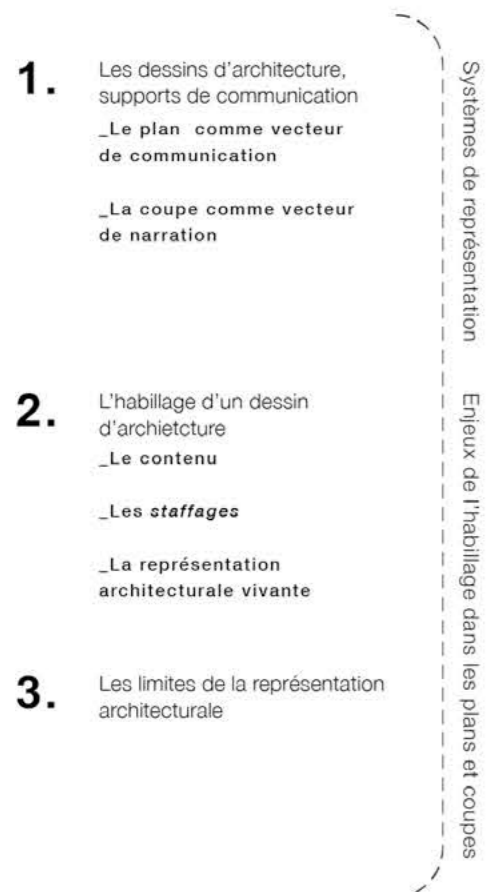 1.
Les dessins d'architecture,
supports de communication
_Le plan comme vecteur
de communication
_La coupe comme vecteur
de narration
2.
L'habillage d'un dessin
d'archietcture
_Le contenu
_Les staffages
_La représentation
architecturale vivante
3.
Les limites de la représentation
architecturale
Systèmes de représentation
Enjeux de l'habillage dans les plans et coupes